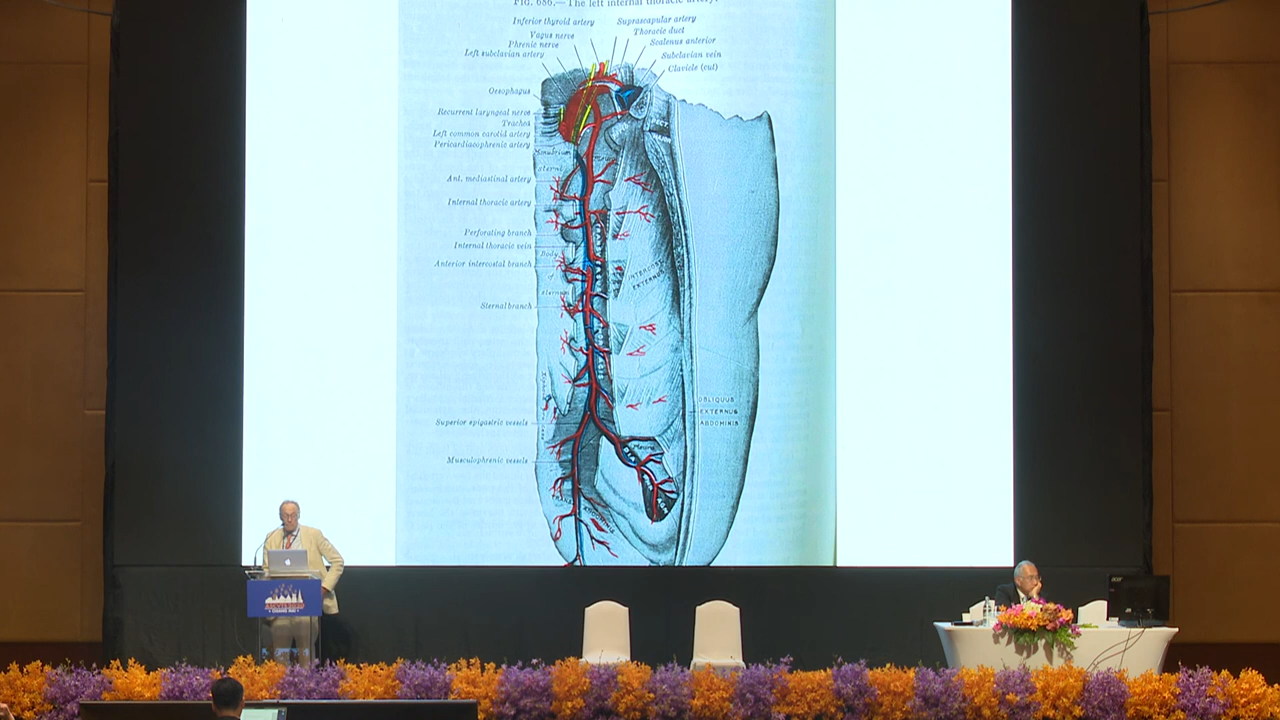 FIG. 686.— The left internal thoracic artery.
Inferior thyroid artery
Suprascapular artery
Vagus nerve
Thoracic duct
Phrenic nerve
Scalenus anterior
Left subclavian artery
Subclavian vein
Clavicle (cut)
Oesophagus
Recurrent laryngeal nerve
Trachea
Left common carotid artery
Pericardiacophrenic artery
Ant. mediastinal artery
Internal thoracic artery
Perforating branch
Internal thoracic vein
Body
Anterior intercostal branch
of
Sternal branch
OBLIQUUS
EXTERNUS
ABDOMINIS
Superior epigastric vessels
Musculophrenic vessels
acer